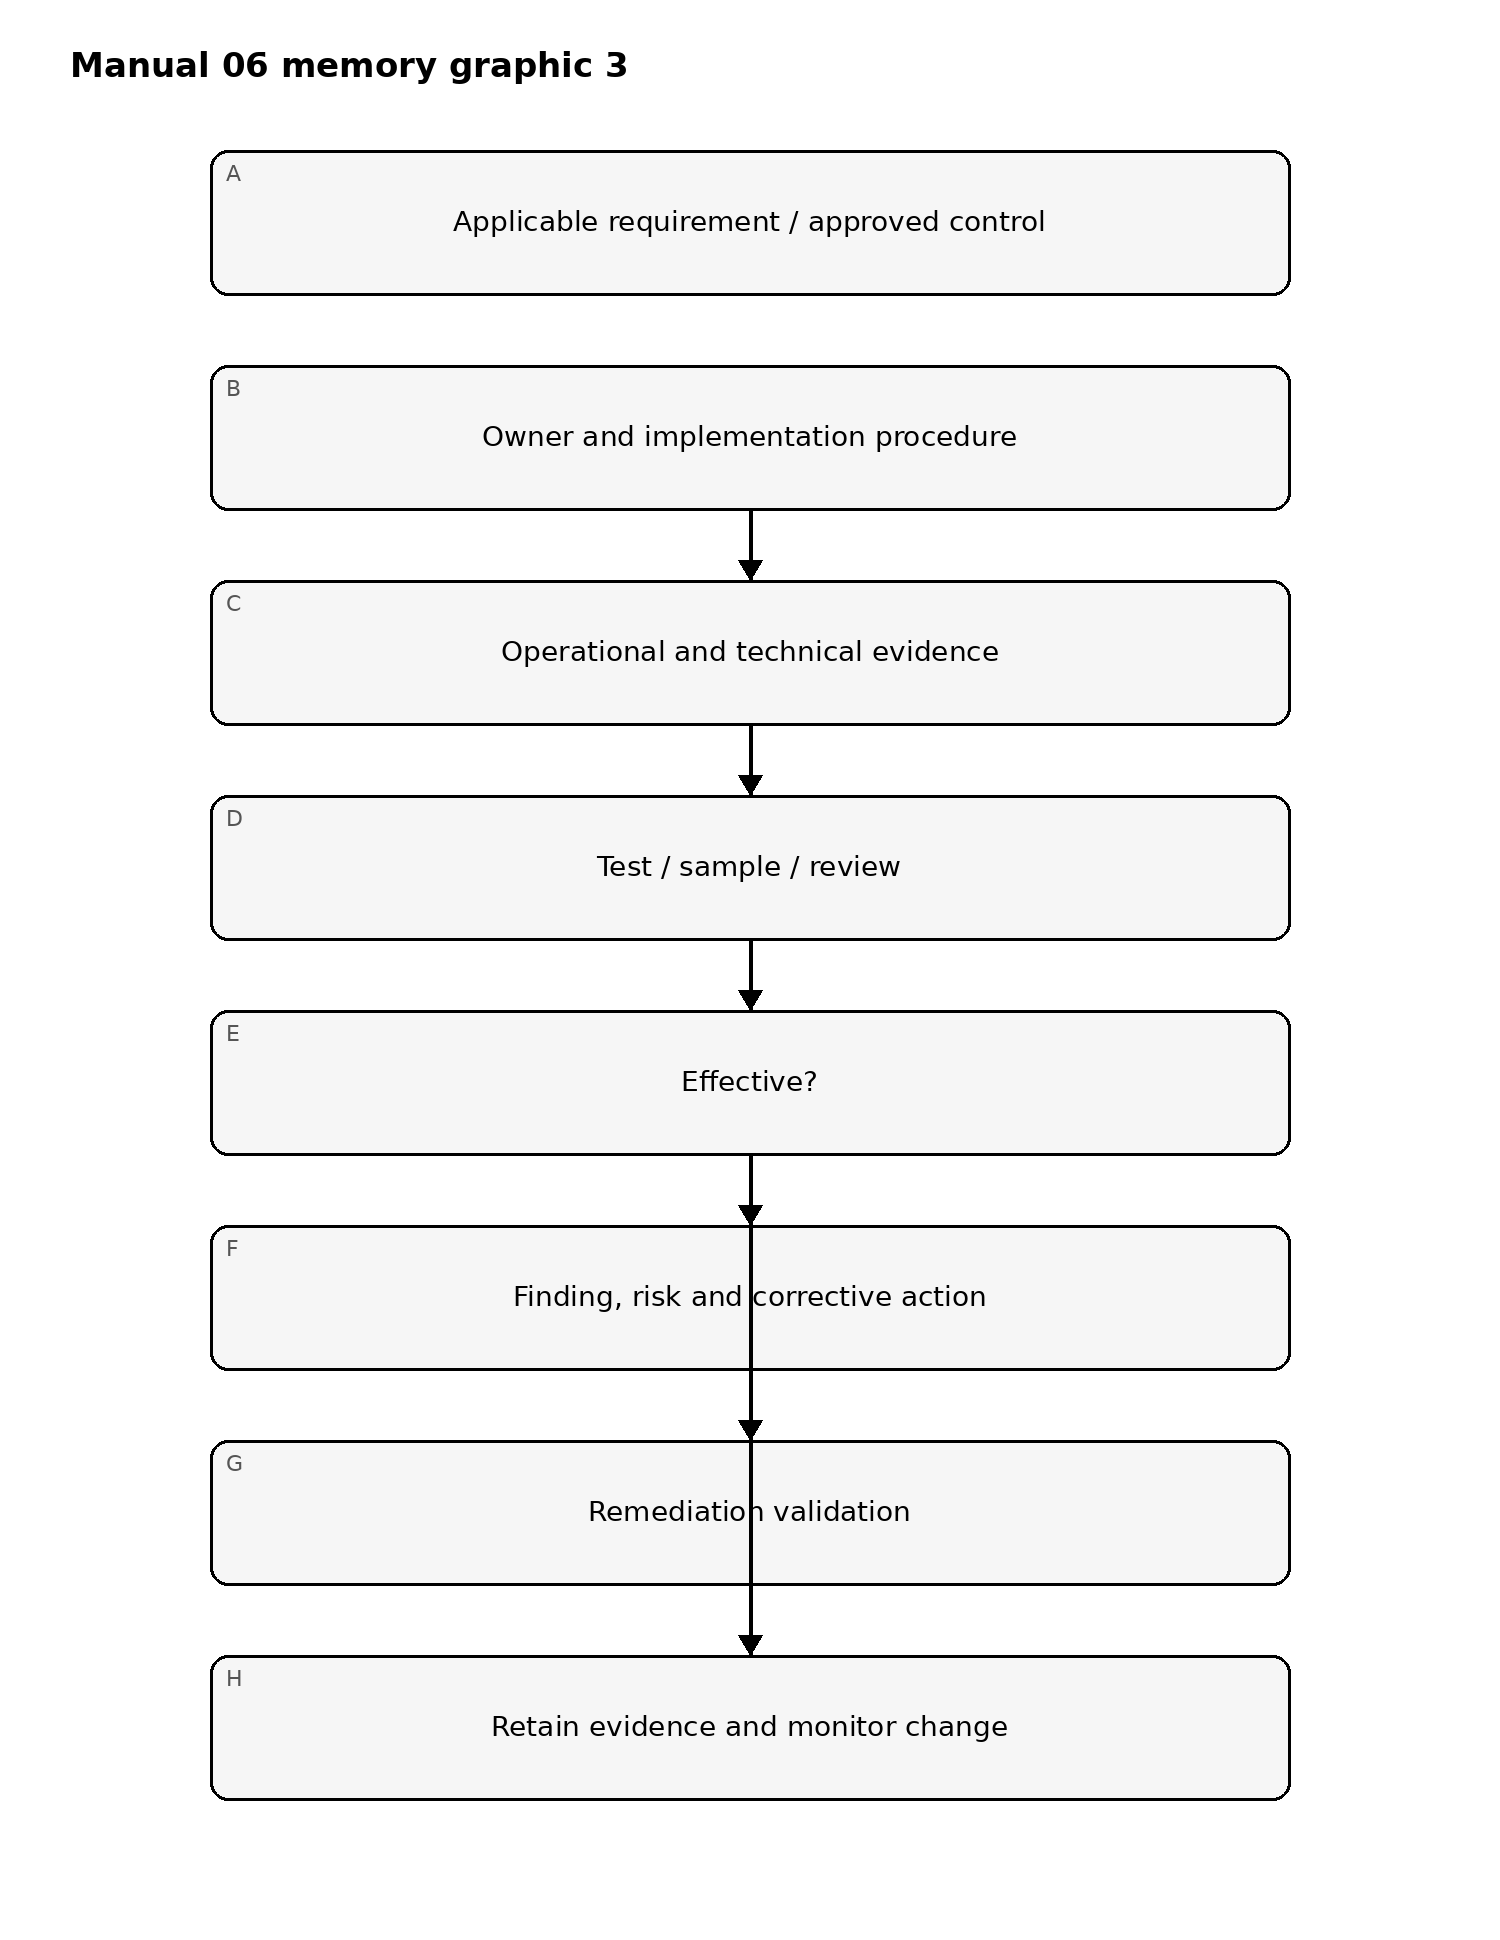 Manual 06 memory graphic 3
A
Applicable requirement / approved control
B
Owner and implementation procedure
C
Operational and technical evidence
D
Test / sample / review
E
Effective?
F
Finding, risk and corrective action
G
Remediation validation
H
Retain evidence and monitor change